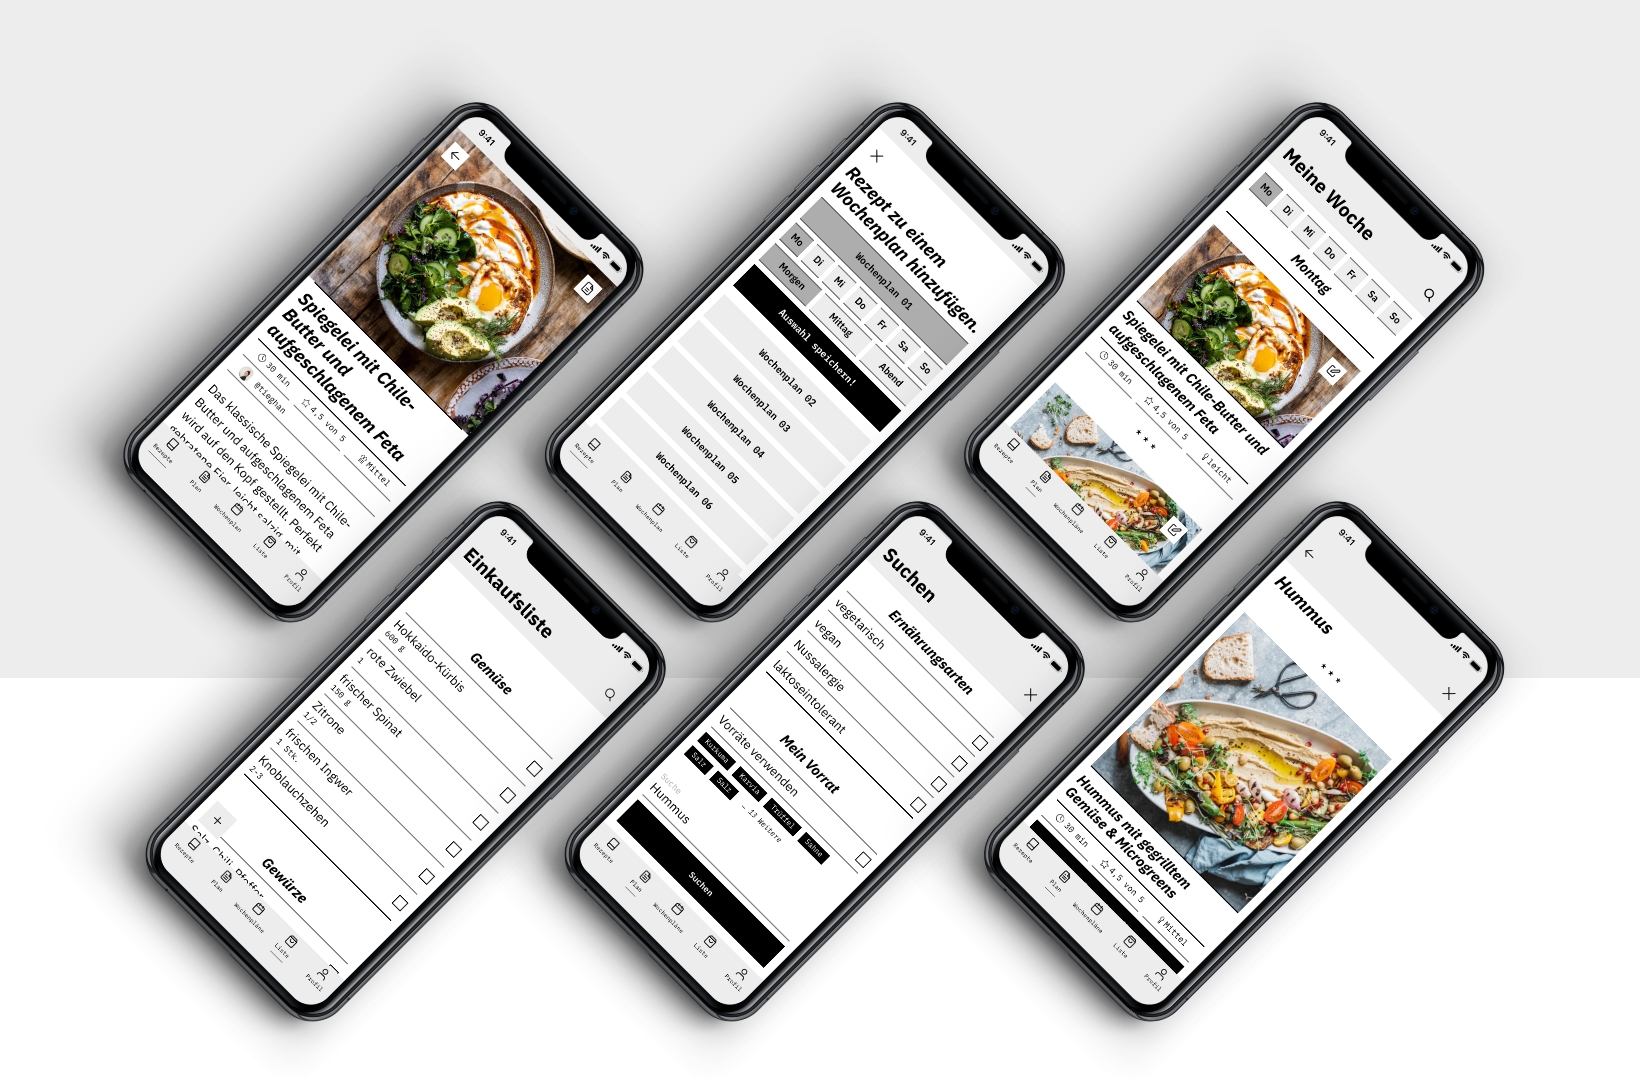 9:41
Spiegelei mit Chile-
Butter und
aufgeschlagenem Feta
30 min
4,5 von 5
Mittel
@tieghan
Das klassische Spiegelei mit Chile-
Butter und aufgeschlagenem Feta
wird auf den Kopf gestellt. Perfekt
gebratene Eier, leicht salzig, mit
Rezepte
Plan
Wochenplan
Liste
Profil
9:41
Rezept zu einem
Wochenplan hinzufügen.
Wochenplan 01
Mo Di Mi Do Fr Sa So
Morgen Mittag Abend
Auswahl speichern!
Wochenplan 02
Wochenplan 03
Wochenplan 04
Wochenplan 05
Wochenplan 06
Rezepte
Plan
Wochenplan
Liste
Profil
9:41
Meine Woche
Mo Di Mi Do Fr Sa So
Montag
Spiegelei mit Chile-Butter und
aufgeschlagenem Feta
30 min
4,5 von 5
leicht
***
Rezepte
Plan
Wochenpläne
Liste
Profil
9:41
Einkaufsliste
Gemüse
Hokkaido-Kürbis
600 g
rote Zwiebel
1
frischer Spinat
150 g
Zitrone
1/2
frischen Ingwer
1 Stk.
Knoblauchzehen
2-3
Gewürze
Salz, Chili, Pfeffer
Rezepte
Plan
Wochenpläne
Liste
Profil
9:41
Suchen
Ernährungsarten
vegetarisch
vegan
Nussalergie
laktoseintolerant
Mein Vorrat
Vorräte verwenden
Kurkuma Kazvia Trüffel Sahne
Salz Salz ~ 13 Weitere
Suche
Hummus
Suchen
Rezepte
Plan
Wochenpläne
Liste
Profil
9:41
Hummus
***
Hummus mit gegrilltem
Gemüse & Microgreens
30 min
4,5 von 5
Mittel
Rezepte
Plan
Wochenpläne
Liste
Profil